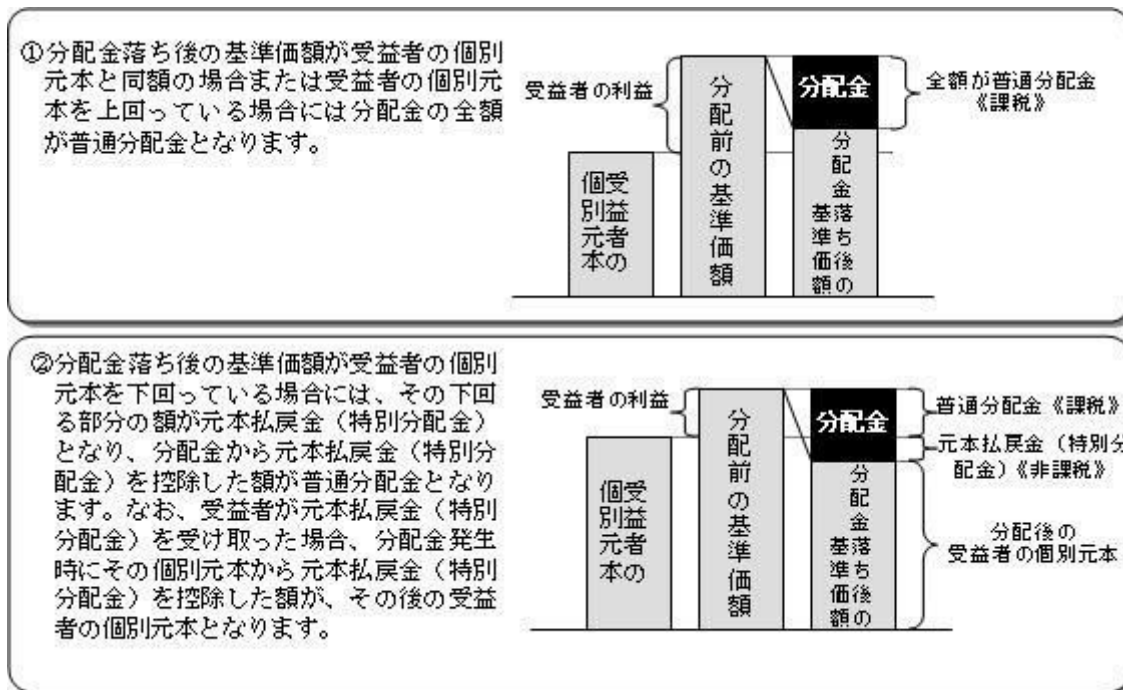 ①分配金落ち後の基準価額が受益者の個別
元本と同額の場合または受益者の個別元
本を上回っている場合には分配金の全額
が普通分配金となります。
受益者の利益
個別元本
受益者の
分配前の基準価額
分配金
分配金落ち後の
基準価額
全額が普通分配金
《課税》
②分配金落ち後の基準価額が受益者の個別
元本を下回っている場合には、その下回
る部分の額が元本払戻金（特別分配金）
となり、分配金から元本払戻金（特別分
配金）を控除した額が普通分配金となり
ます。なお、受益者が元本払戻金（特別
分配金）を受け取った場合、分配金発生
時にその個別元本から元本払戻金（特別
分配金）を控除した額が、その後の受益
者の個別元本となります。
受益者の利益
受益者の
個別元本
分配前の基準価額
分配金
分配金落ち後の
基準価額
普通分配金《課税》
元本払戻金（特別分
配金）《非課税》
分配後の
受益者の個別元本